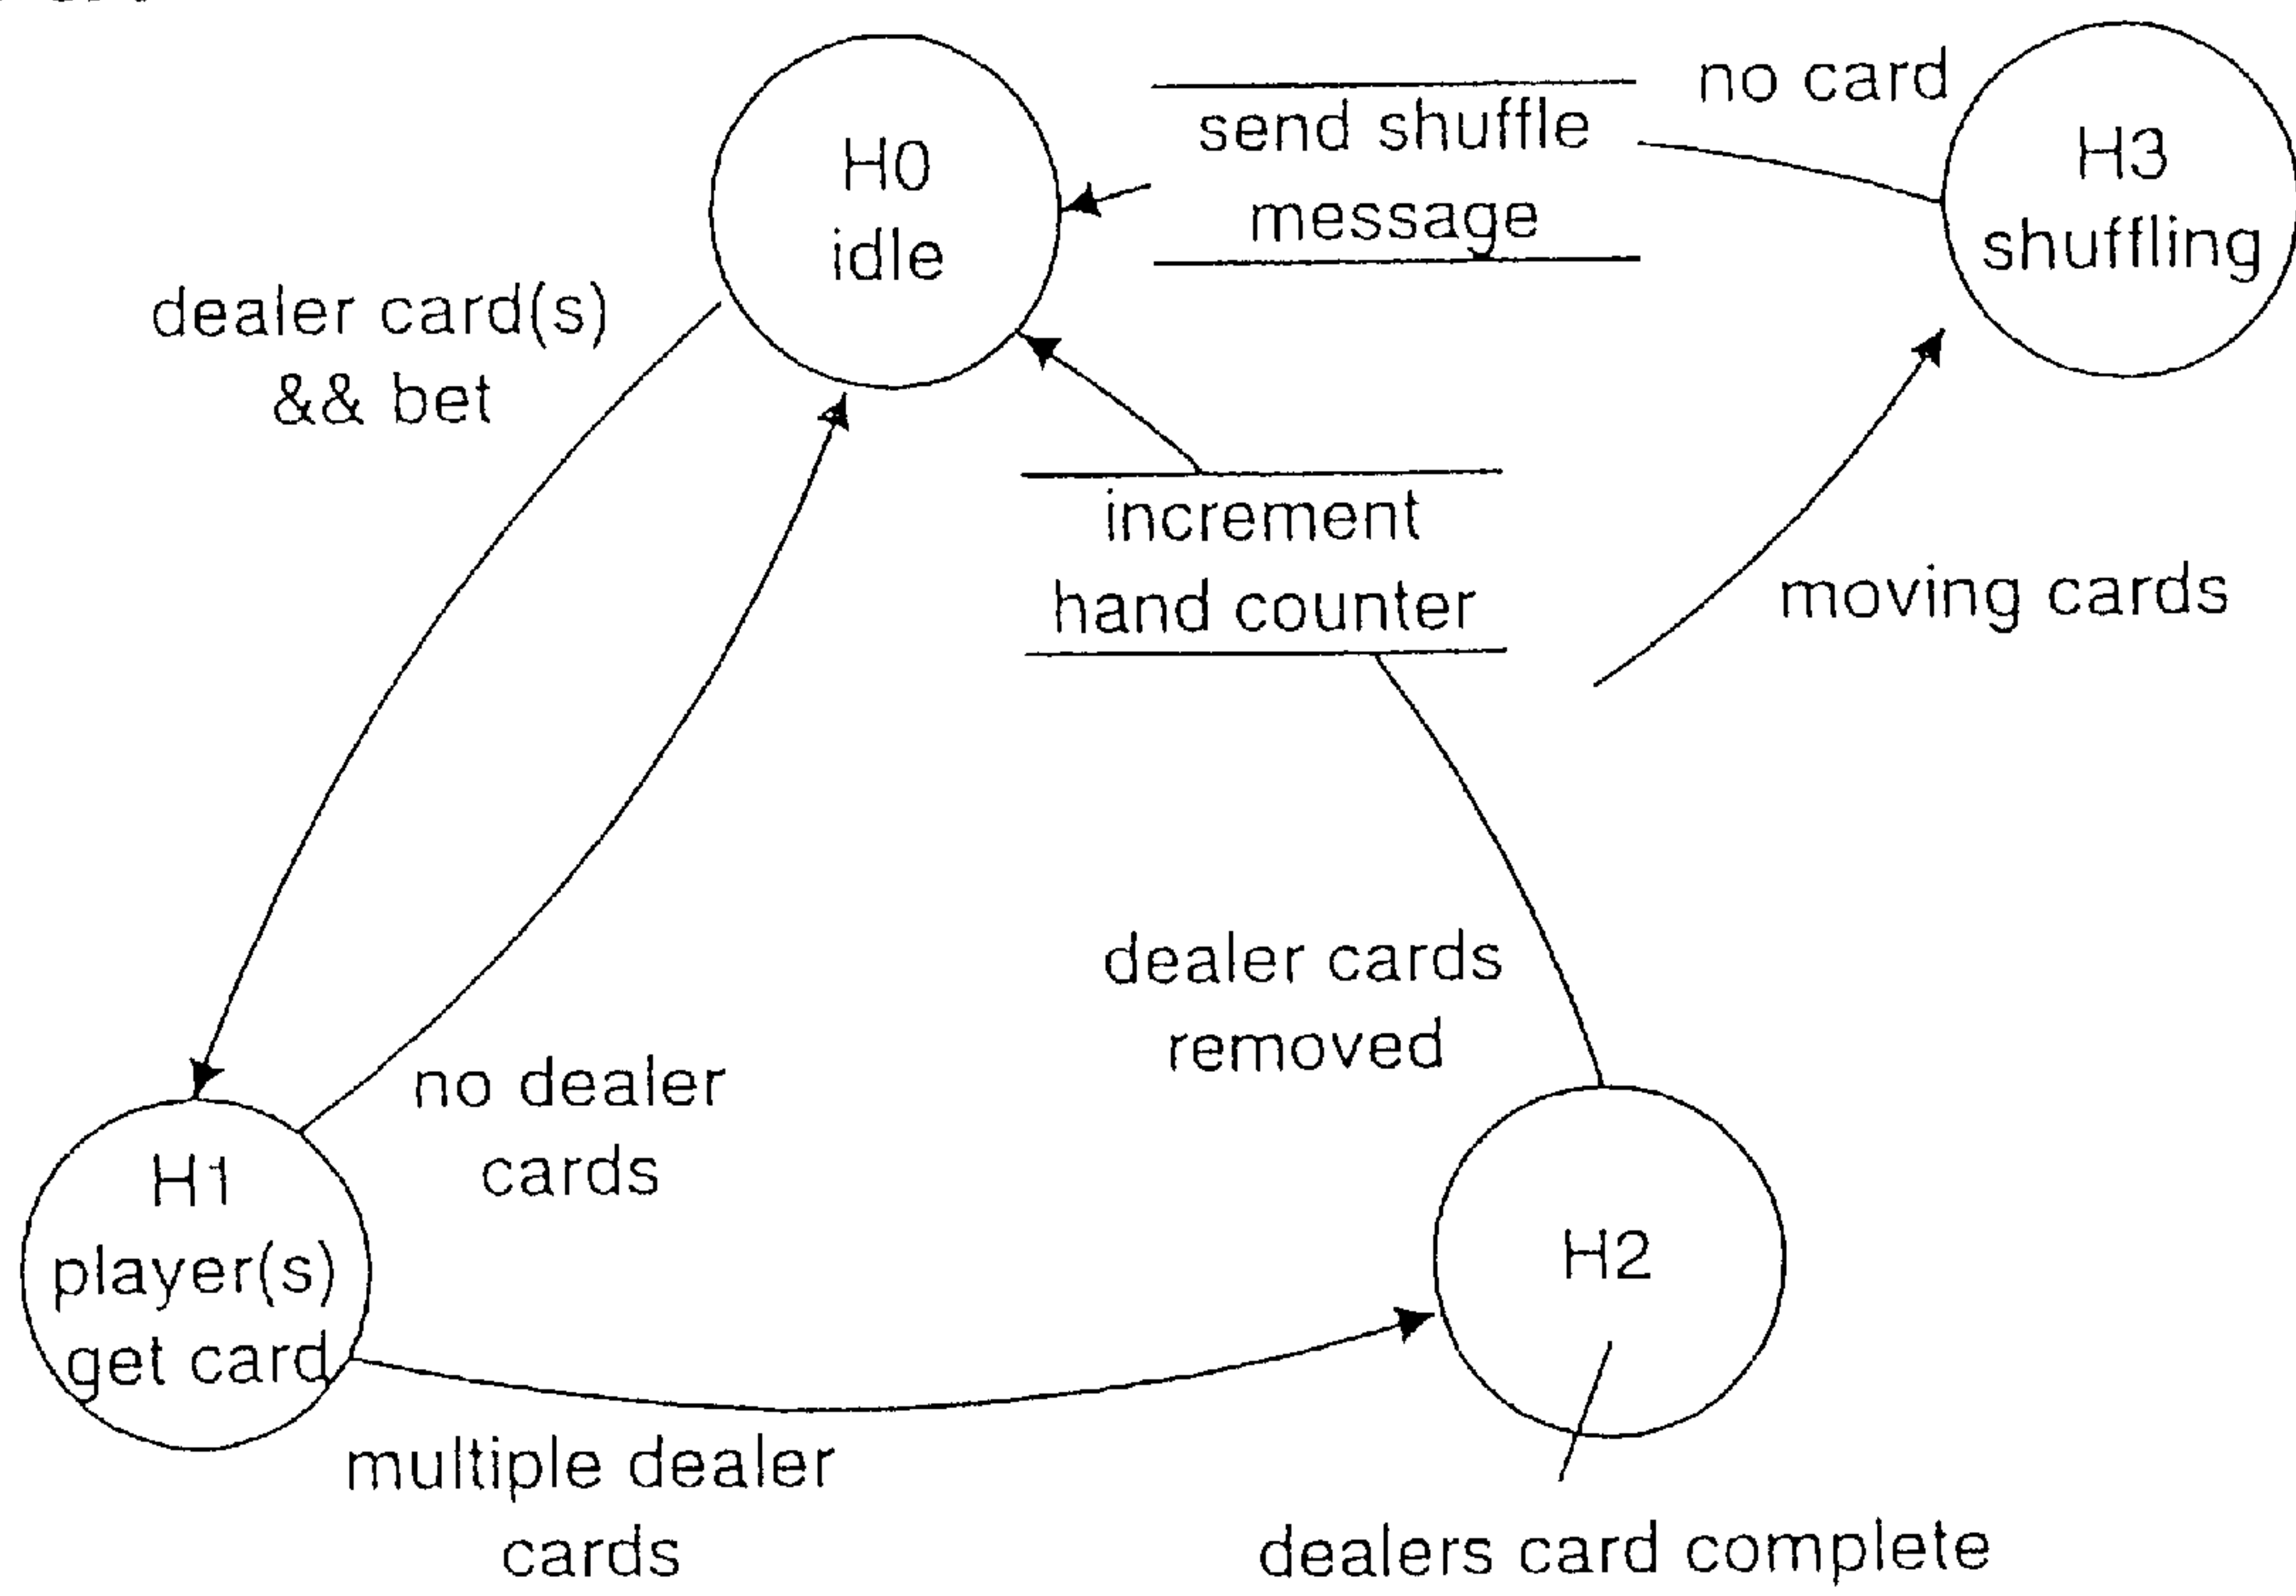 H0
idle
send shuffle
message
no card
H3
shuffling
dealer card(s)
&& bet
increment
hand counter
moving cards
dealer cards
removed
no dealer
cards
H1
player(s)
get card
H2
multiple dealer
cards
dealers card complete